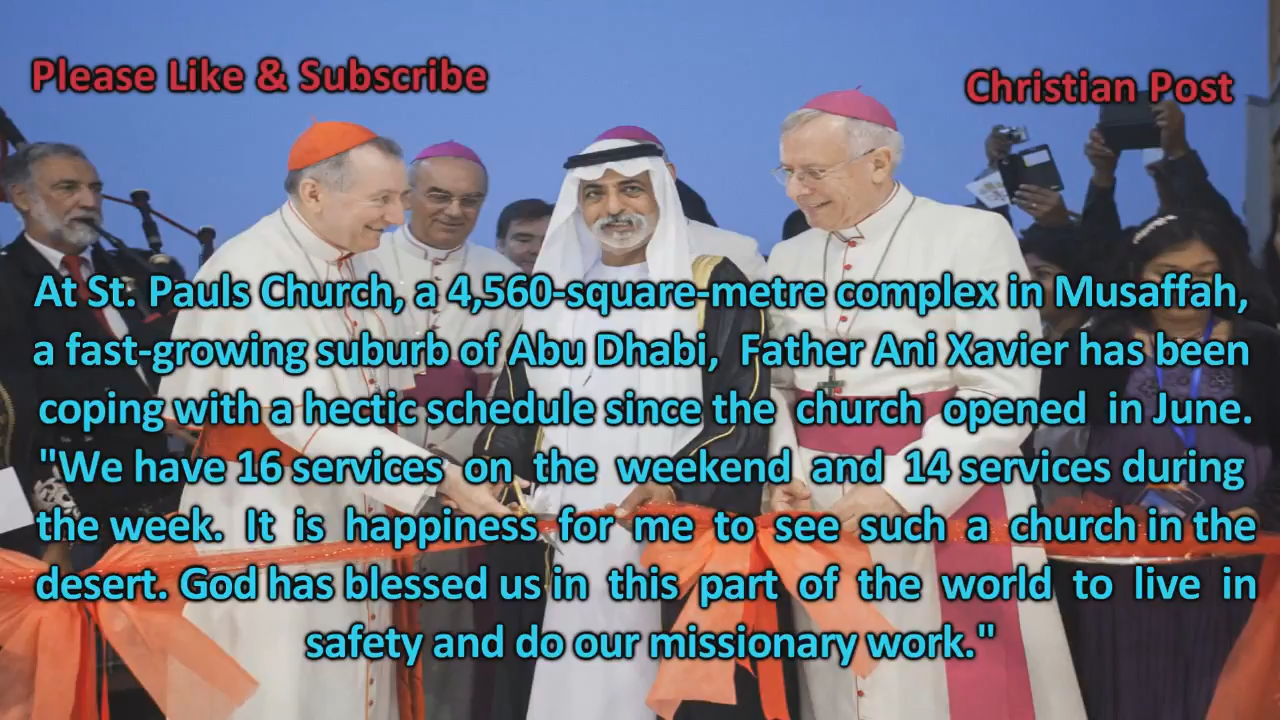 Please Like & Subscribe
Christian Post
At St. Pauls Church, a 4,560-square-metre complex in Musaffah,
a fast-growing suburb of Abu Dhabi, Father Ani Xavier has been
coping with a hectic schedule since the church opened in June.
"We have 16 services on the weekend and 14 services during
the week. It is happiness for me to see such a church in the
desert. God has blessed us in this part of the world to live in
safety and do our missionary work."